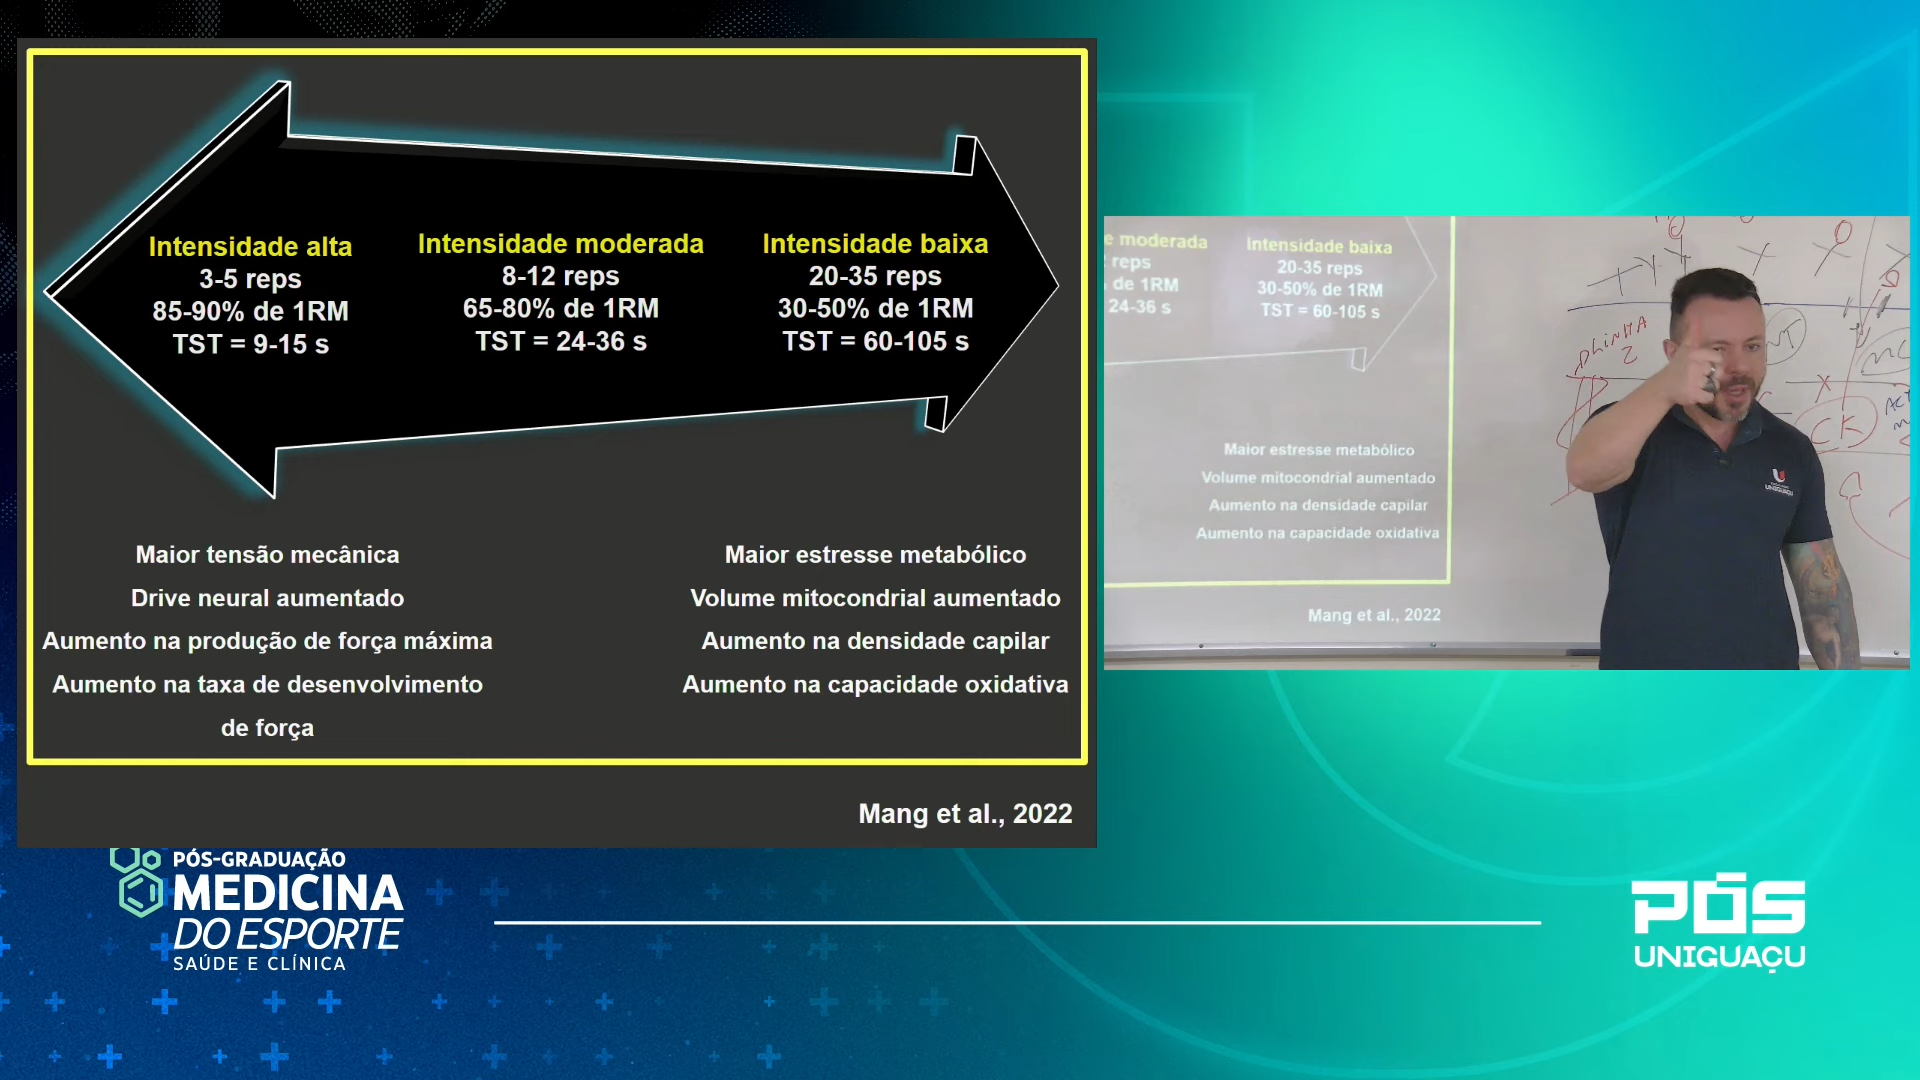 Intensidade alta
3-5 reps
85-90% de 1RM
TST = 9-15 s
Intensidade moderada
8-12 reps
65-80% de 1RM
TST = 24-36 s
Intensidade baixa
20-35 reps
30-50% de 1RM
TST = 60-105 s
Maior tensão mecânica
Drive neural aumentado
Aumento na produção de força máxima
Aumento na taxa de desenvolvimento
de força
Maior estresse metabólico
Volume mitocondrial aumentado
Aumento na densidade capilar
Aumento na capacidade oxidativa
Mang et al., 2022
e moderada
reps
de 1RM
24-36 s
Intensidade baixa
20-35 reps
30-50% de 1RM
TST = 60-105 s
Maior estresse metabólico
Volume mitocondrial aumentado
Aumento na densidade capilar
Aumento na capacidade oxidativa
Mang et al., 2022
LINHA
Z
CK
UNIGUAÇU
PÓS-GRADUAÇÃO
MEDICINA
DO ESPORTE
SAÚDE E CLÍNICA
PÓS
UNIGUAÇU